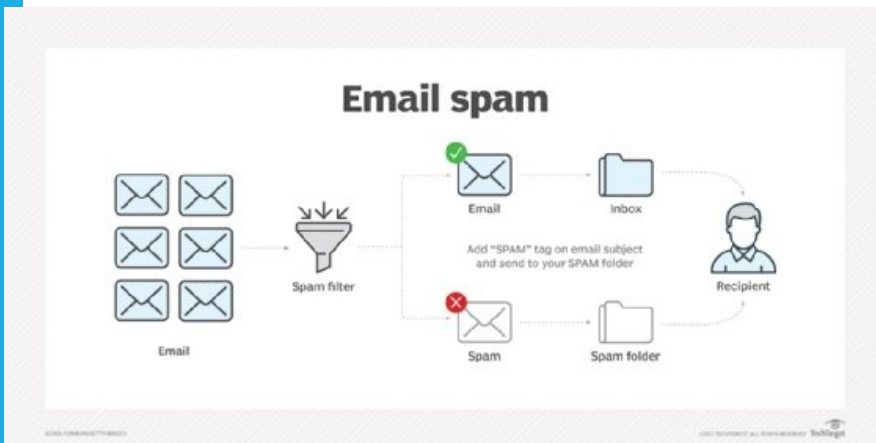 Email spam
Email
Inbox
Add "SPAM" tag on email subject
and send to your SPAM folder
Spam filter
Recipient
Email
Spam
Spam folder
TechTarget